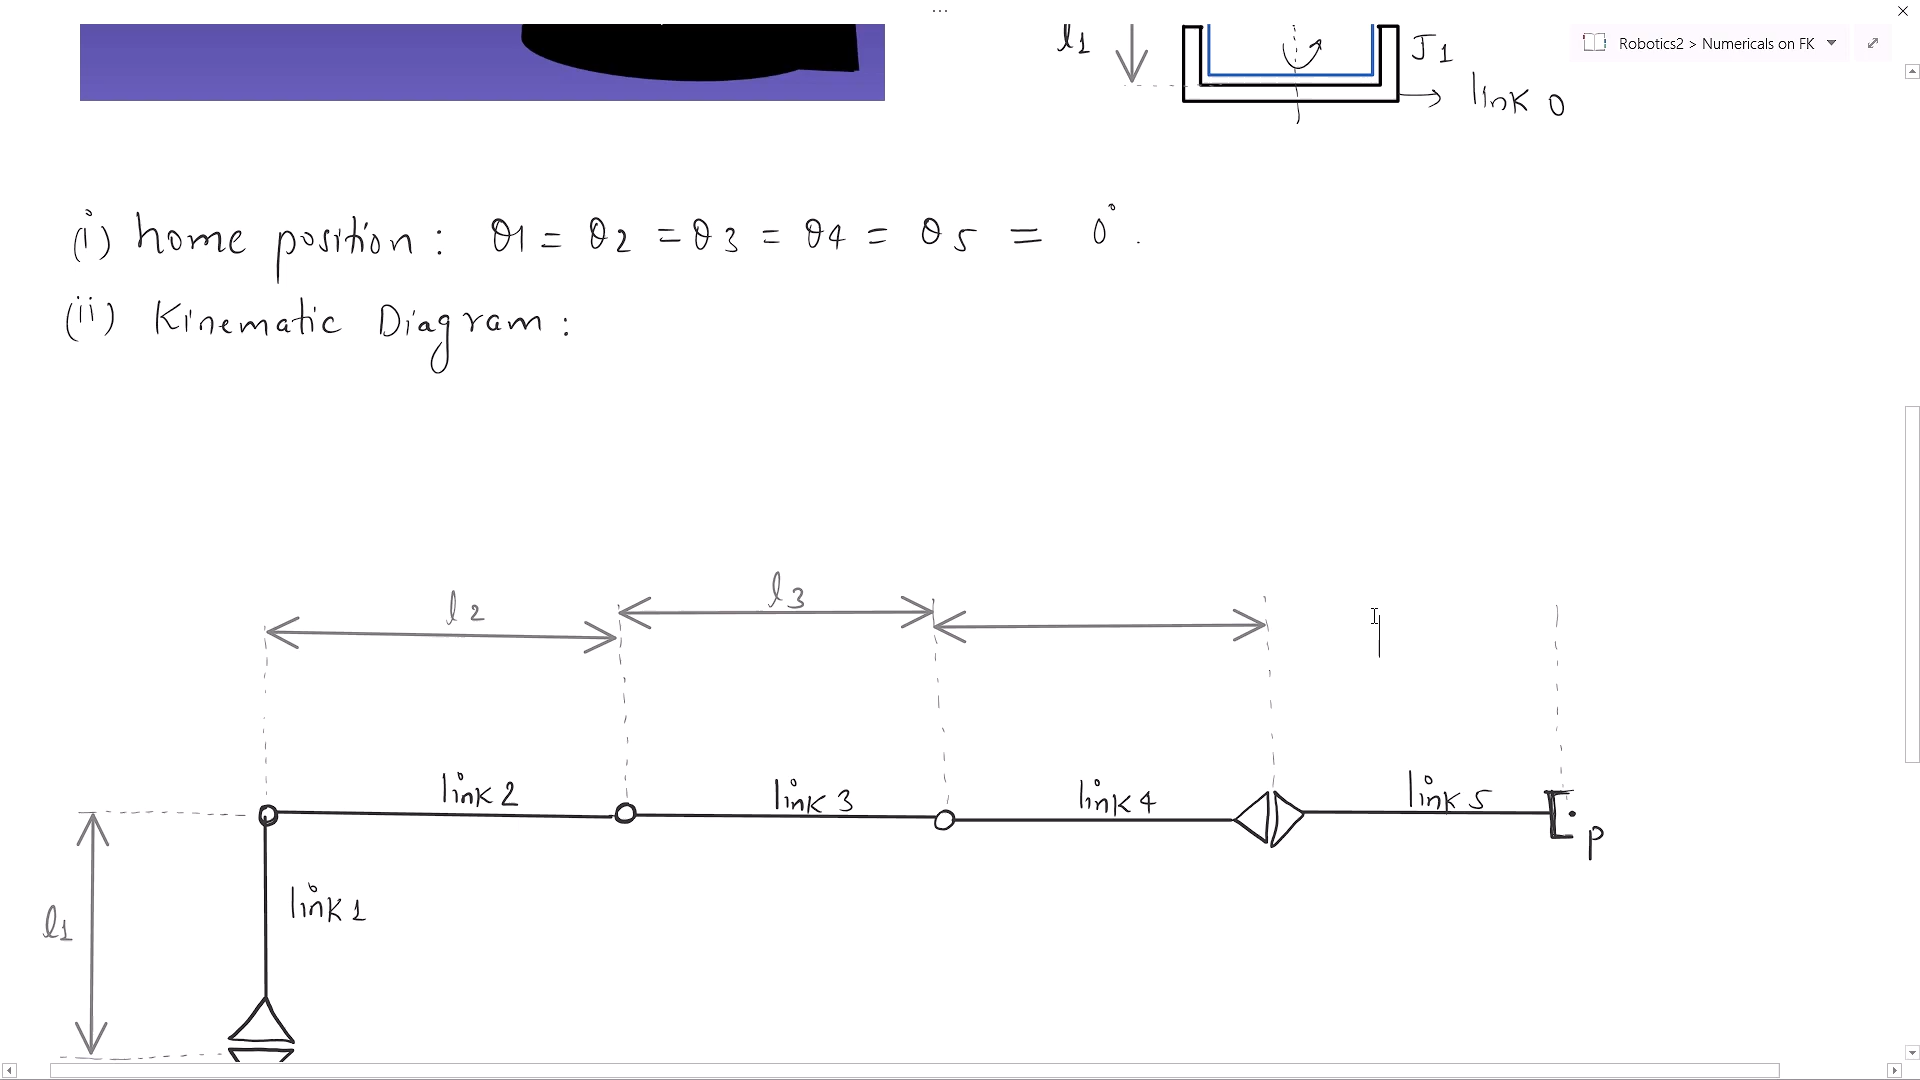 Robotics2 > Numericals on FK
l1
J1
link 0
(i) home position: θ1 = θ2 = θ3 = θ4 = θ5 = 0°.
(ii) Kinematic Diagram:
l2
l3
link 2
link 3
link 4
link 5
P
link 1
l1